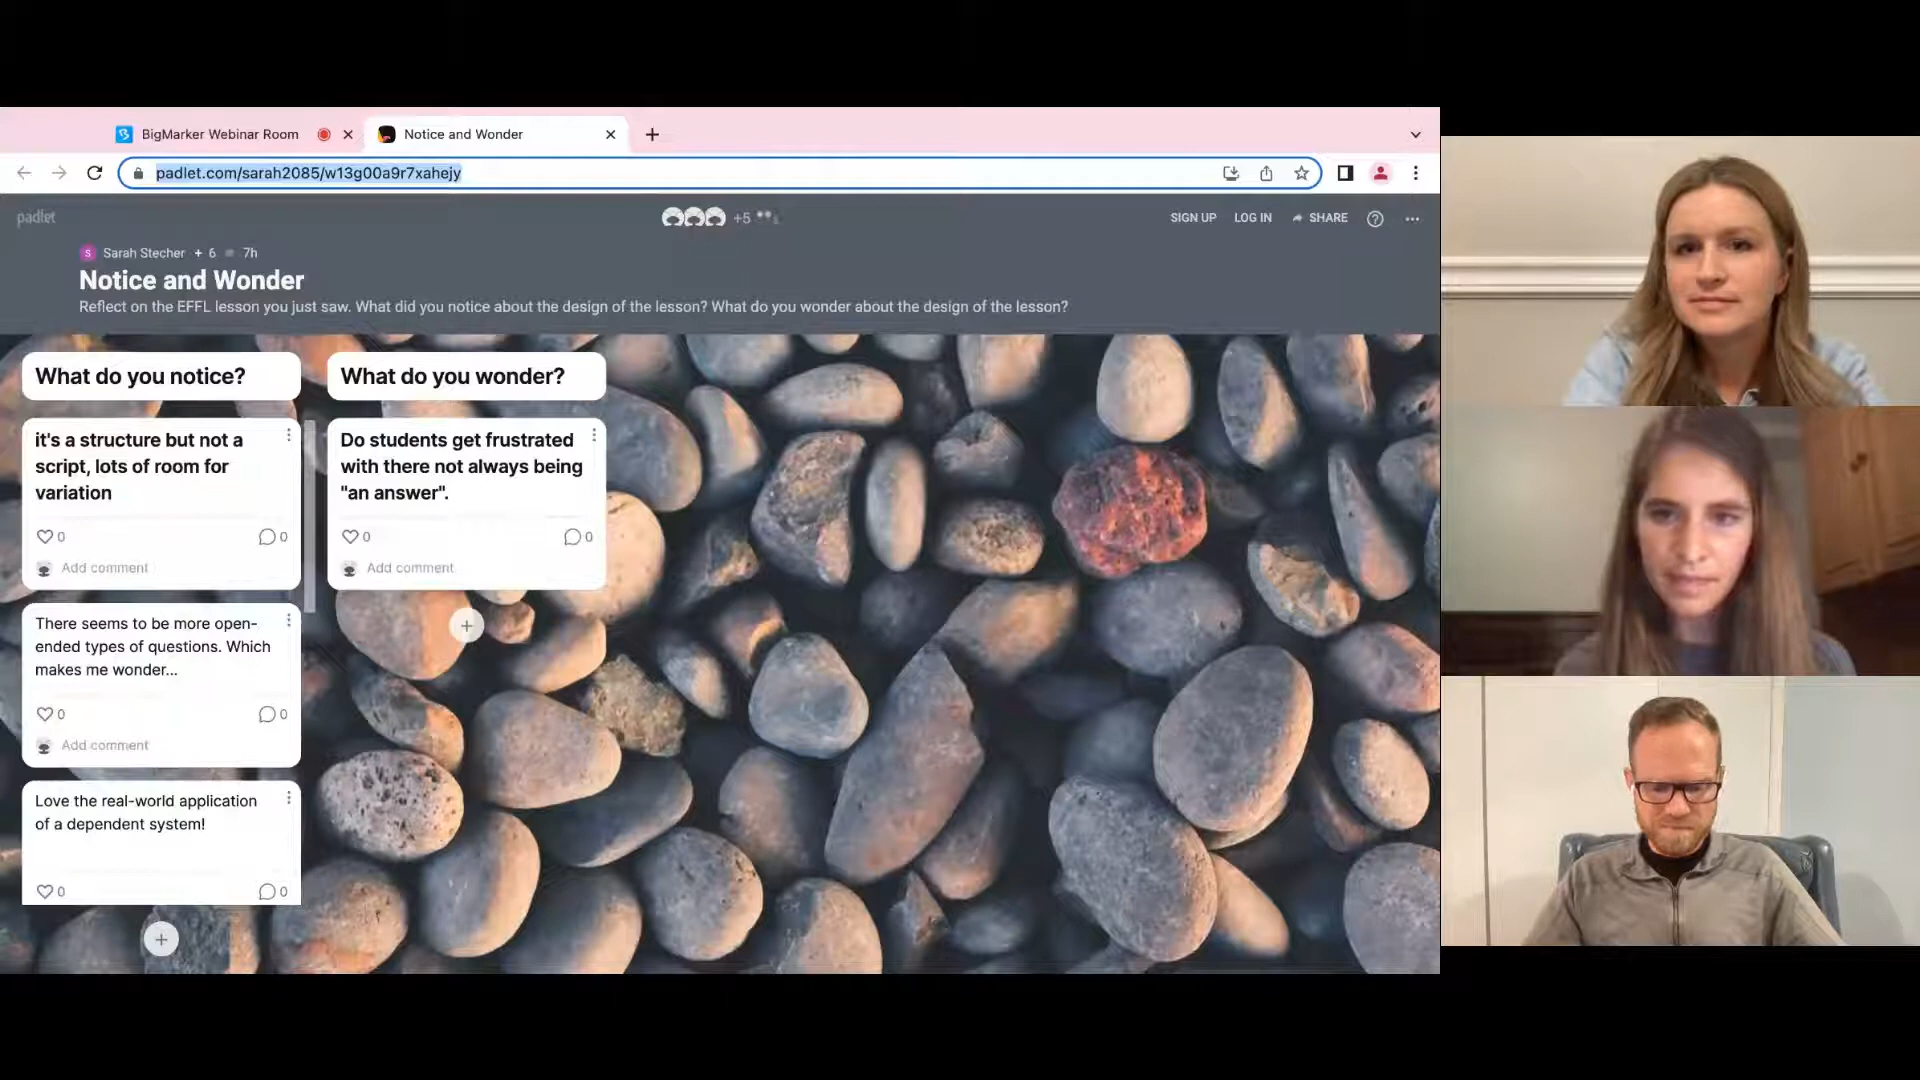 BigMarker Webinar Room
Notice and Wonder
padlet.com/sarah2085/w13g00a9r7xahejy
padlet
+5
SIGN UP
LOG IN
SHARE
S
Sarah Stecher + 6
7h
Notice and Wonder
Reflect on the EFFL lesson you just saw. What did you notice about the design of the lesson? What do you wonder about the design of the lesson?
What do you notice?
it's a structure but not a
script, lots of room for
variation
0
0
Add comment
There seems to be more open-
ended types of questions. Which
makes me wonder...
0
0
Add comment
Love the real-world application
of a dependent system!
0
0
What do you wonder?
Do students get frustrated
with there not always being
"an answer".
0
0
Add comment